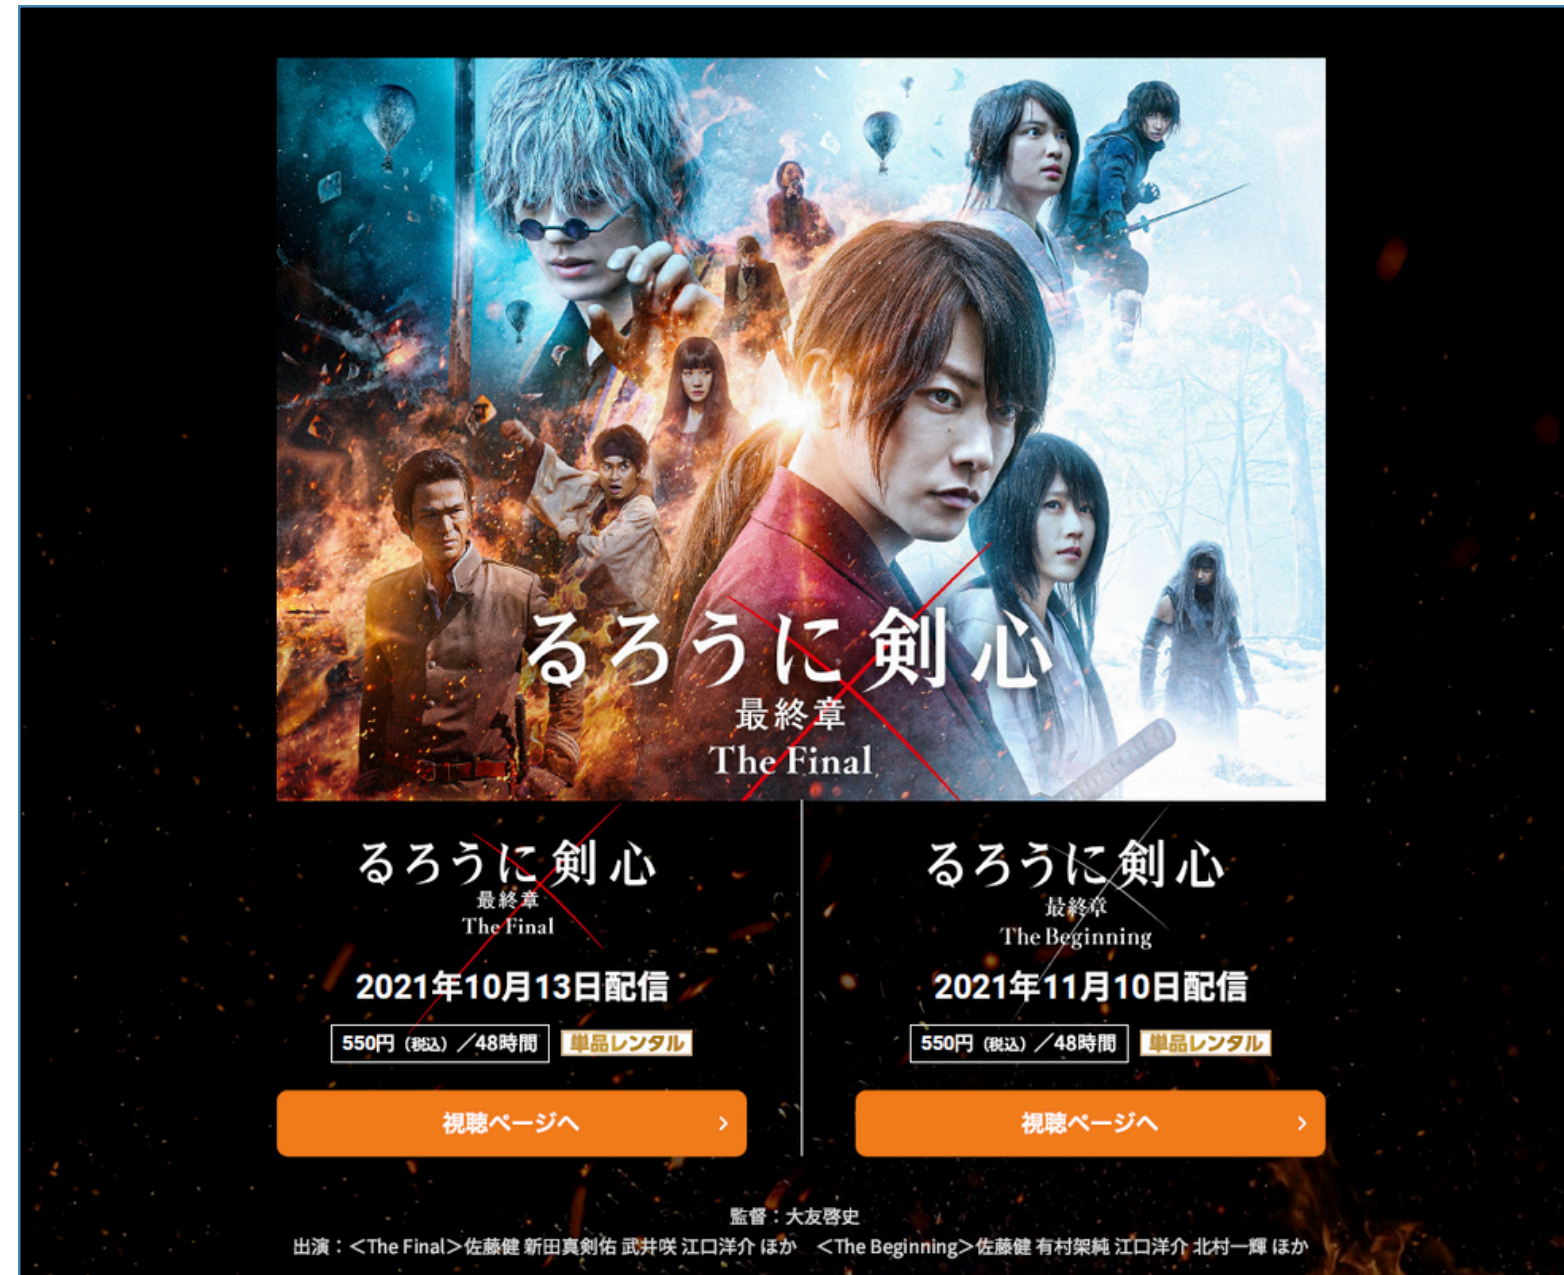 るろうに剣心
最終章
The Final
るろうに剣心
最終章
The Final
2021年10月13日配信
550円（税込）／48時間 単品レンタル
視聴ページへ
るろうに剣心
最終章
The Beginning
2021年11月10日配信
550円（税込）／48時間 単品レンタル
視聴ページへ
監督：大友啓史
出演：＜The Final＞佐藤健 新田真剣佑 武井咲 江口洋介 ほか　＜The Beginning＞佐藤健 有村架純 江口洋介 北村一輝 ほか